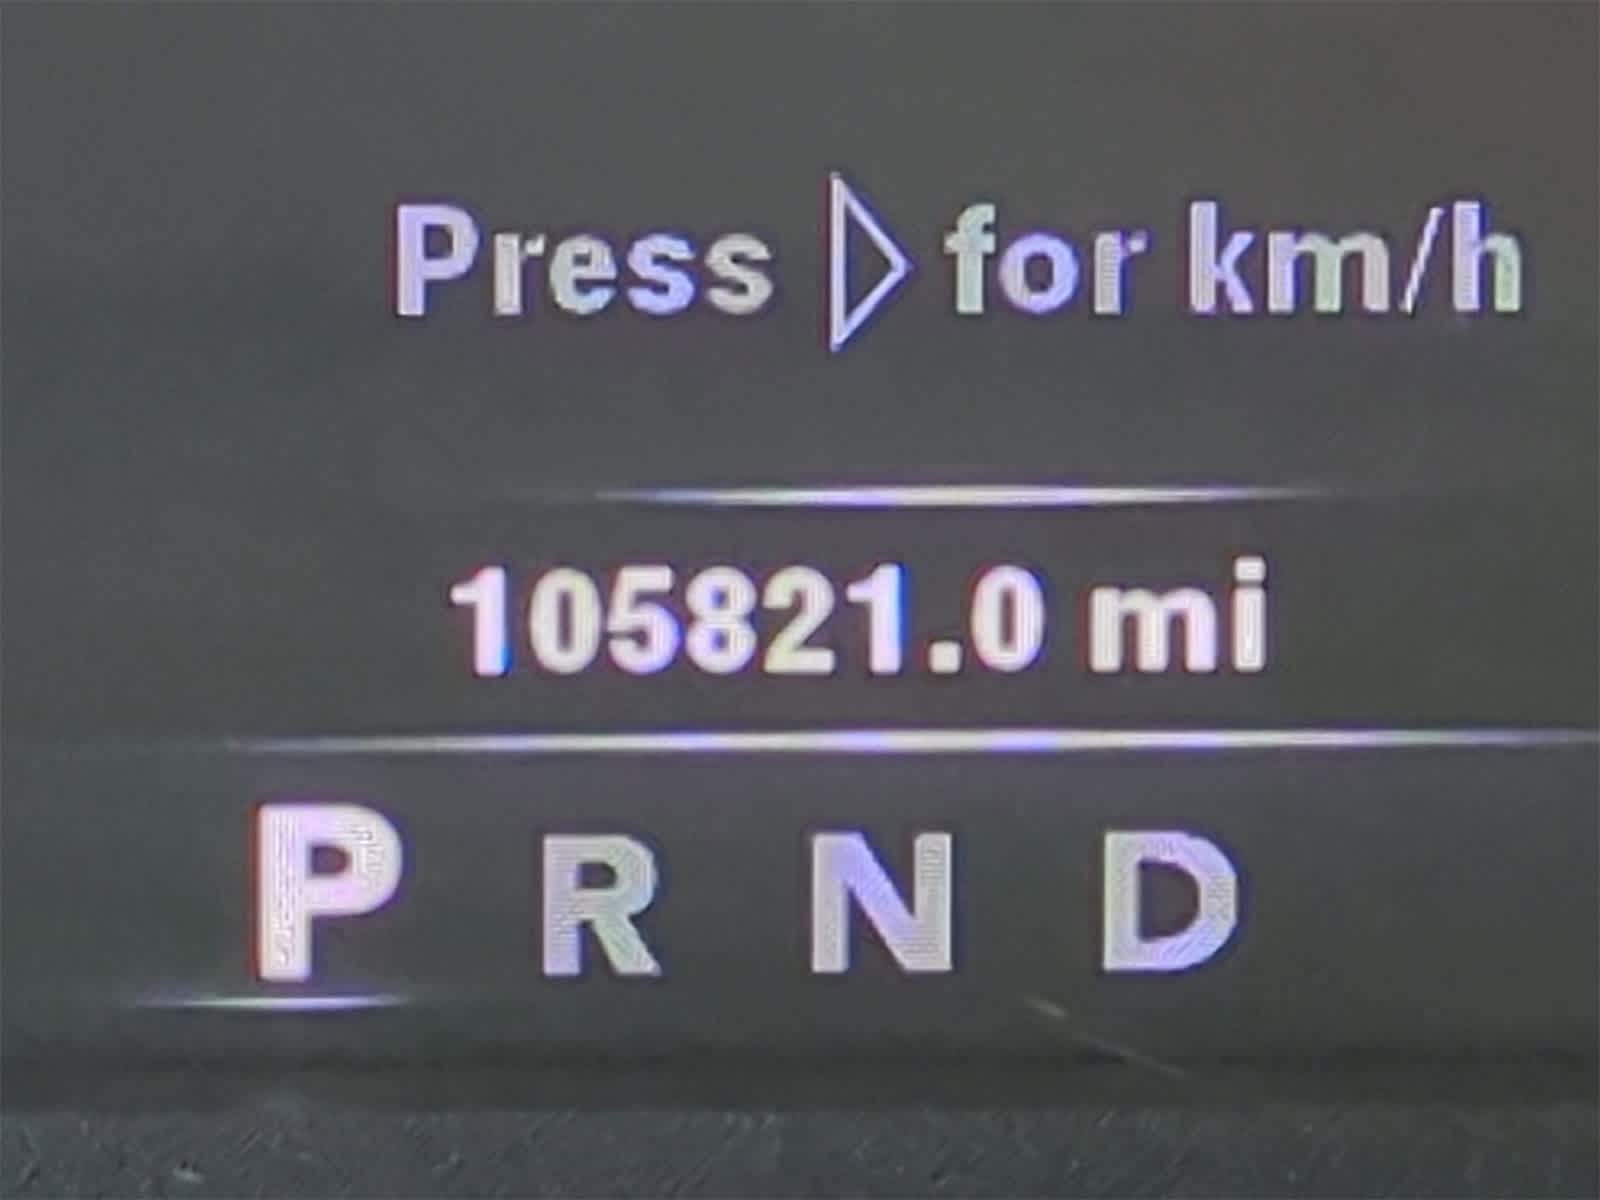 Press ▷ for km/h
105821.0 mi
P R N D